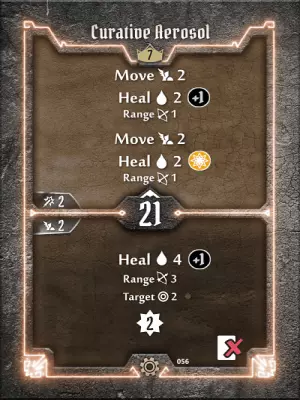 Curative Aerosol
7
Move 2
Heal 2 +1
Range 1
Move 2
Heal 2
Range 1
2
21
2
Heal 4 +1
Range 3
Target 2
2
056